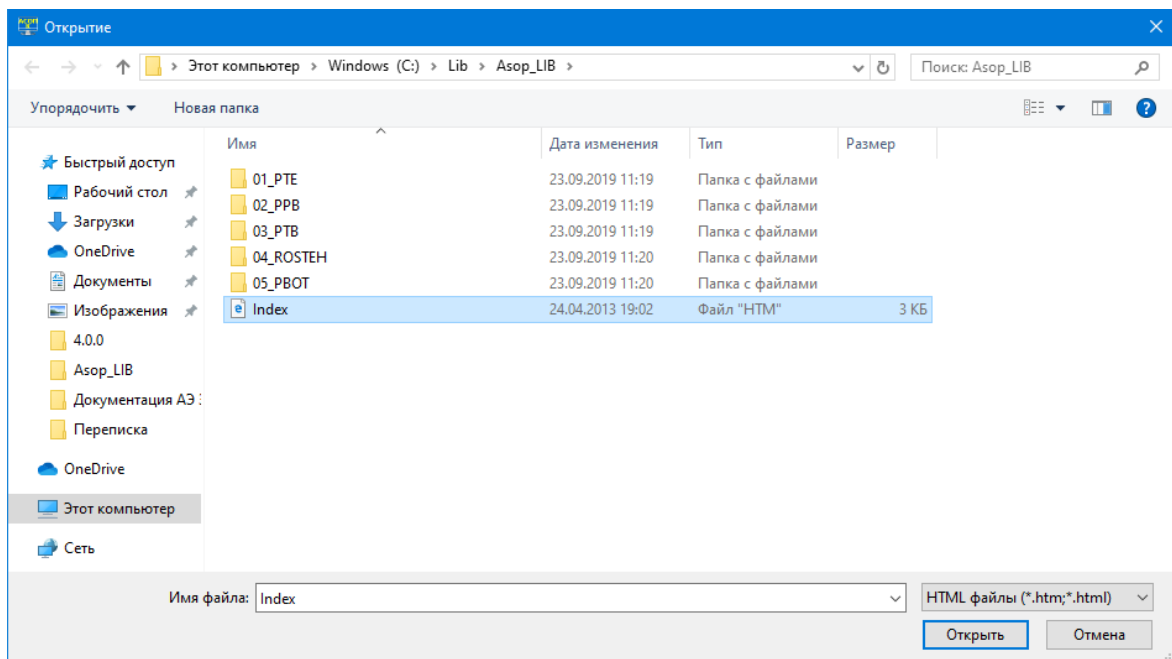 Открытие
Этот компьютер > Windows (C:) > Lib > Asop_LIB >
Поиск: Asop_LIB
Упорядочить
Новая папка
Имя
Дата изменения
Тип
Размер
Быстрый доступ
Рабочий стол
Загрузки
OneDrive
Документы
Изображения
4.0.0
Asop_LIB
Документация АЭ
Переписка
OneDrive
Этот компьютер
Сеть
01_PTE 23.09.2019 11:19 Папка с файлами
02_PPB 23.09.2019 11:19 Папка с файлами
03_PTB 23.09.2019 11:19 Папка с файлами
04_ROSTEH 23.09.2019 11:20 Папка с файлами
05_PBOT 23.09.2019 11:20 Папка с файлами
Index 24.04.2013 19:02 Файл "HTM" 3 КБ
Имя файла: Index
HTML файлы (*.htm;*.html)
Открыть
Отмена